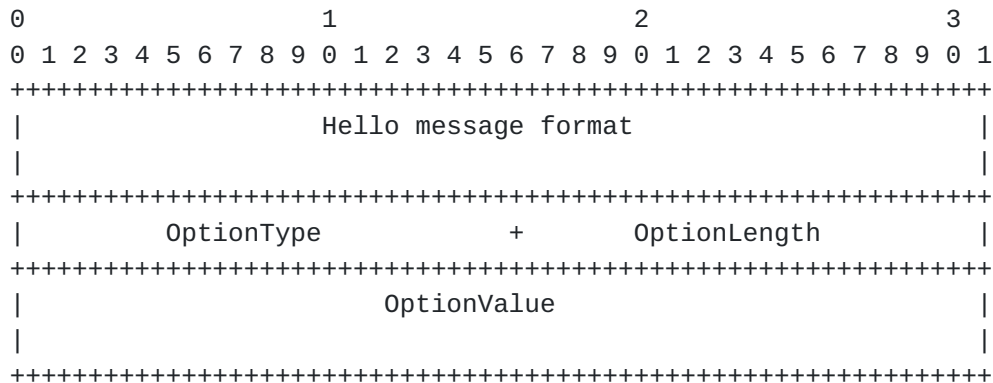 0                   1                   2                   3
0 1 2 3 4 5 6 7 8 9 0 1 2 3 4 5 6 7 8 9 0 1 2 3 4 5 6 7 8 9 0 1
+++++++++++++++++++++++++++++++++++++++++++++++++++++++++++++++
|                   Hello message format                      |
|                                                             |
+++++++++++++++++++++++++++++++++++++++++++++++++++++++++++++++
|         OptionType            +       OptionLength          |
+++++++++++++++++++++++++++++++++++++++++++++++++++++++++++++++
|                       OptionValue                           |
|                                                             |
+++++++++++++++++++++++++++++++++++++++++++++++++++++++++++++++